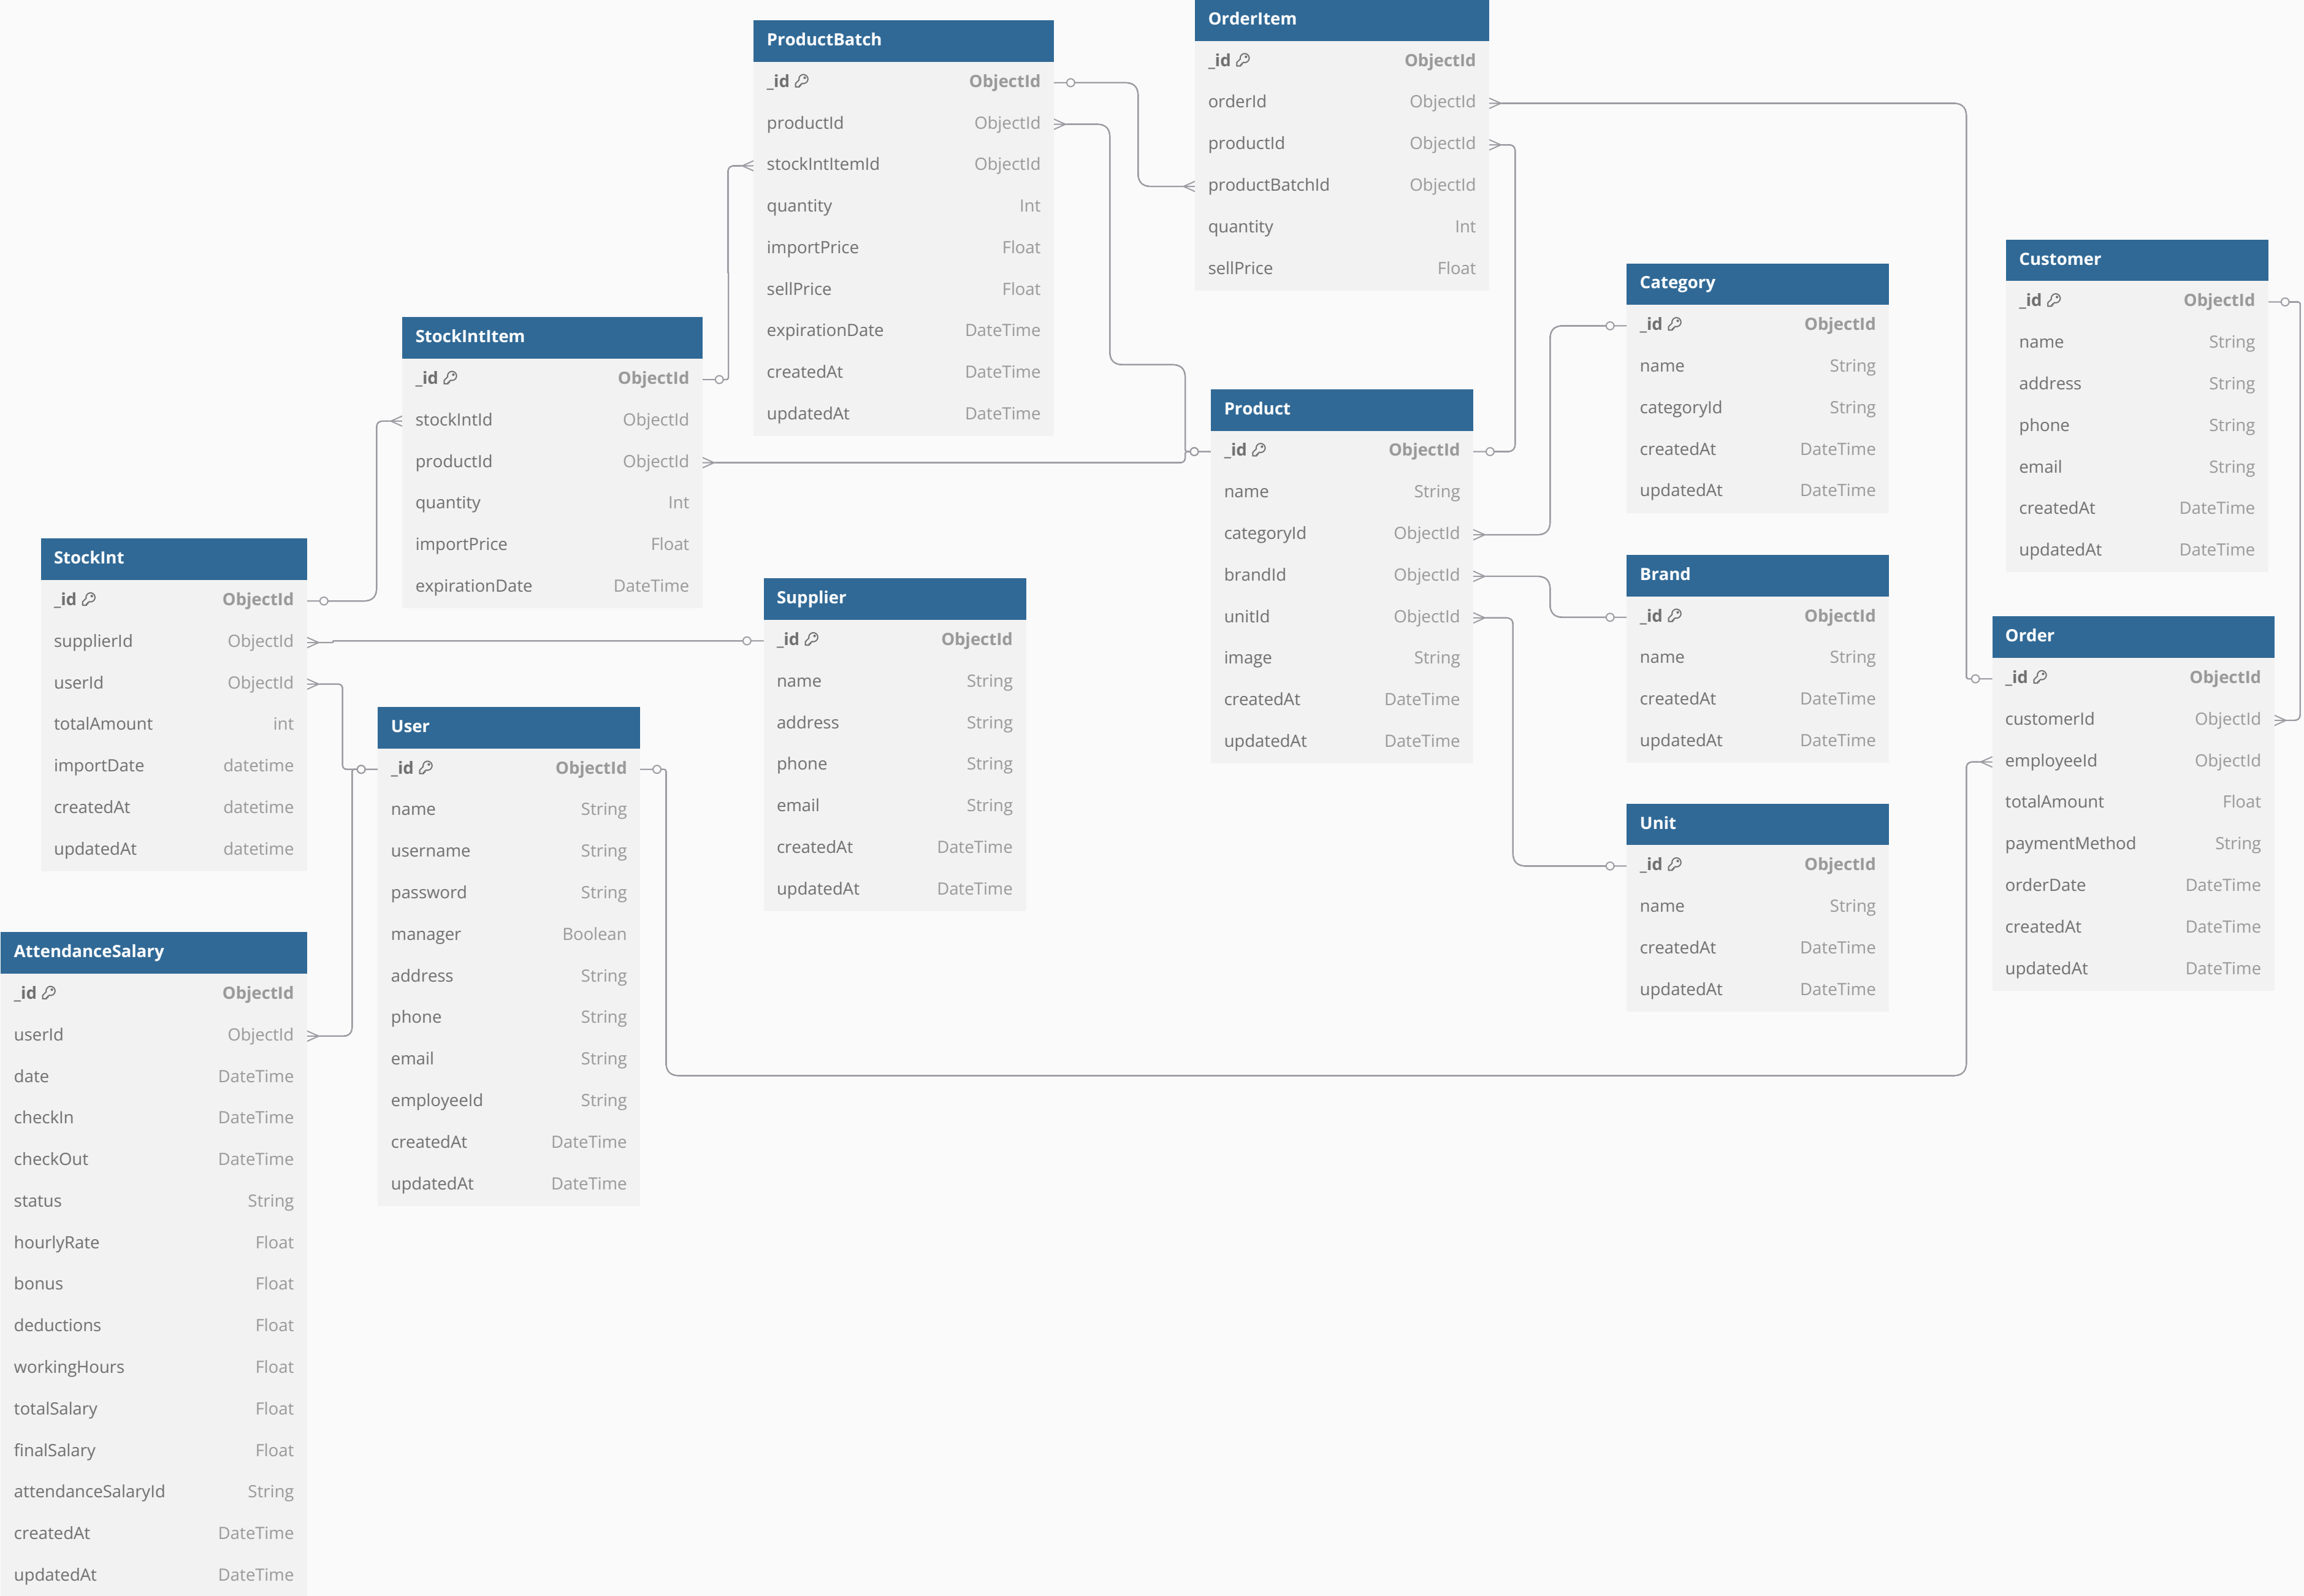 ProductBatch
_id ObjectId
productId ObjectId
stockIntItemId ObjectId
quantity Int
importPrice Float
sellPrice Float
expirationDate DateTime
createdAt DateTime
updatedAt DateTime
OrderItem
_id ObjectId
orderId ObjectId
productId ObjectId
productBatchId ObjectId
quantity Int
sellPrice Float
Category
_id ObjectId
name String
categoryId String
createdAt DateTime
updatedAt DateTime
Customer
_id ObjectId
name String
address String
phone String
email String
createdAt DateTime
updatedAt DateTime
StockIntItem
_id ObjectId
stockIntId ObjectId
productId ObjectId
quantity Int
importPrice Float
expirationDate DateTime
Product
_id ObjectId
name String
categoryId ObjectId
brandId ObjectId
unitId ObjectId
image String
createdAt DateTime
updatedAt DateTime
StockInt
_id ObjectId
supplierId ObjectId
userId ObjectId
totalAmount int
importDate datetime
createdAt datetime
updatedAt datetime
Supplier
_id ObjectId
name String
address String
phone String
email String
createdAt DateTime
updatedAt DateTime
Brand
_id ObjectId
name String
createdAt DateTime
updatedAt DateTime
Order
_id ObjectId
customerId ObjectId
employeeId ObjectId
totalAmount Float
paymentMethod String
orderDate DateTime
createdAt DateTime
updatedAt DateTime
User
_id ObjectId
name String
username String
password String
manager Boolean
address String
phone String
email String
employeeId String
createdAt DateTime
updatedAt DateTime
Unit
_id ObjectId
name String
createdAt DateTime
updatedAt DateTime
AttendanceSalary
_id ObjectId
userId ObjectId
date DateTime
checkIn DateTime
checkOut DateTime
status String
hourlyRate Float
bonus Float
deductions Float
workingHours Float
totalSalary Float
finalSalary Float
attendanceSalaryId String
createdAt DateTime
updatedAt DateTime